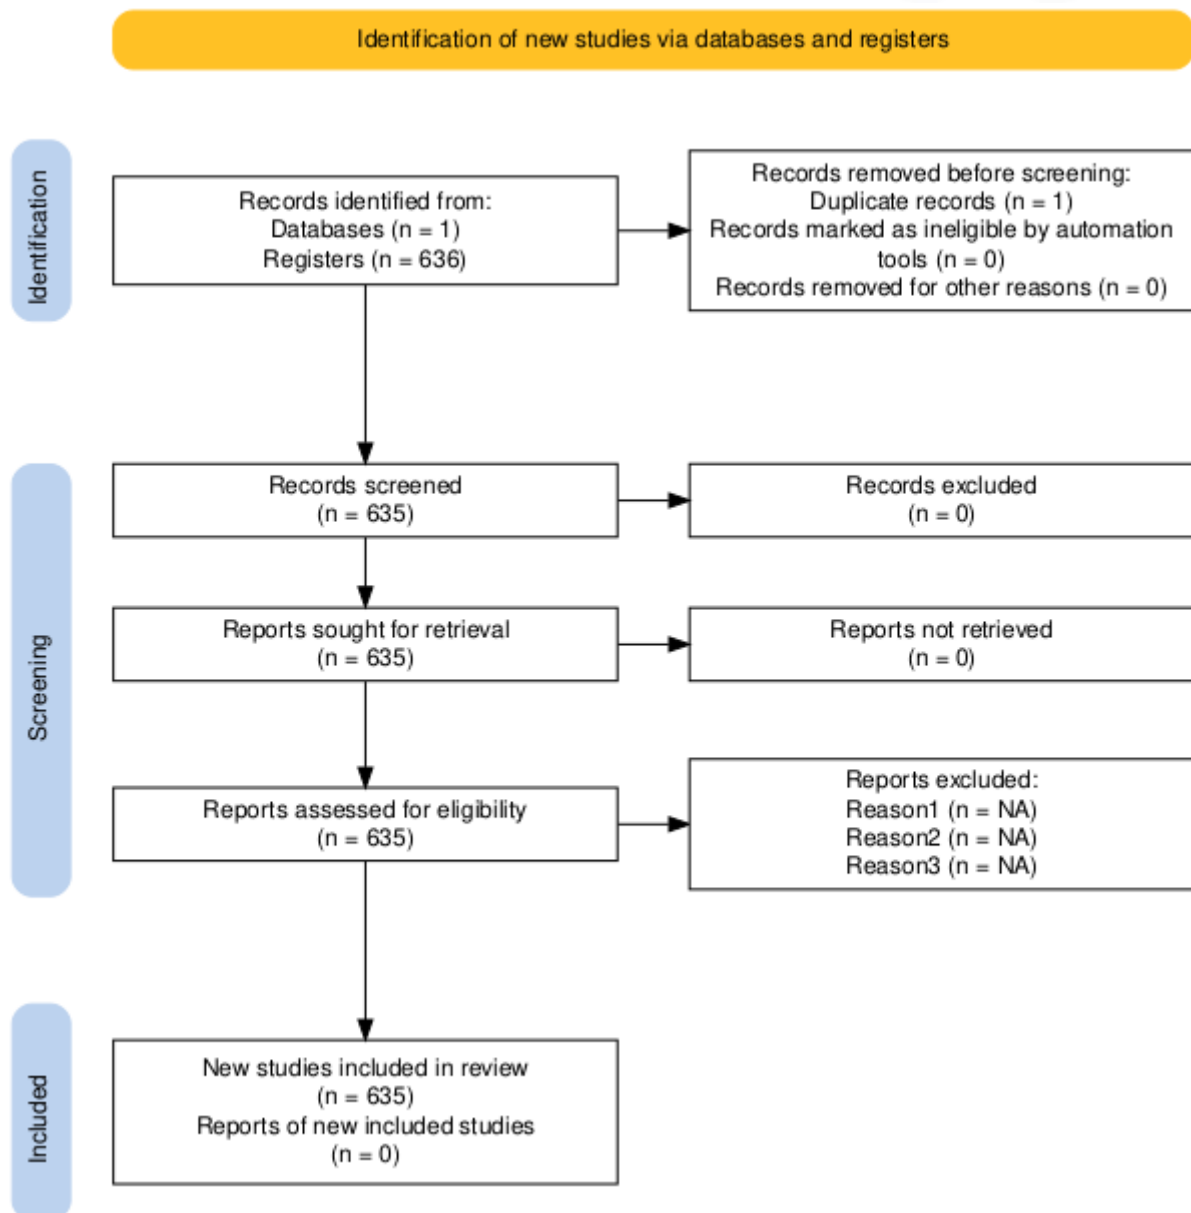 Identification of new studies via databases and registers
Identification
Records identified from:
Databases (n = 1)
Registers (n = 636)
Records removed before screening:
Duplicate records (n = 1)
Records marked as ineligible by automation
tools (n = 0)
Records removed for other reasons (n = 0)
Screening
Records screened
(n = 635)
Records excluded
(n = 0)
Reports sought for retrieval
(n = 635)
Reports not retrieved
(n = 0)
Reports assessed for eligibility
(n = 635)
Reports excluded:
Reason1 (n = NA)
Reason2 (n = NA)
Reason3 (n = NA)
Included
New studies included in review
(n = 635)
Reports of new included studies
(n = 0)